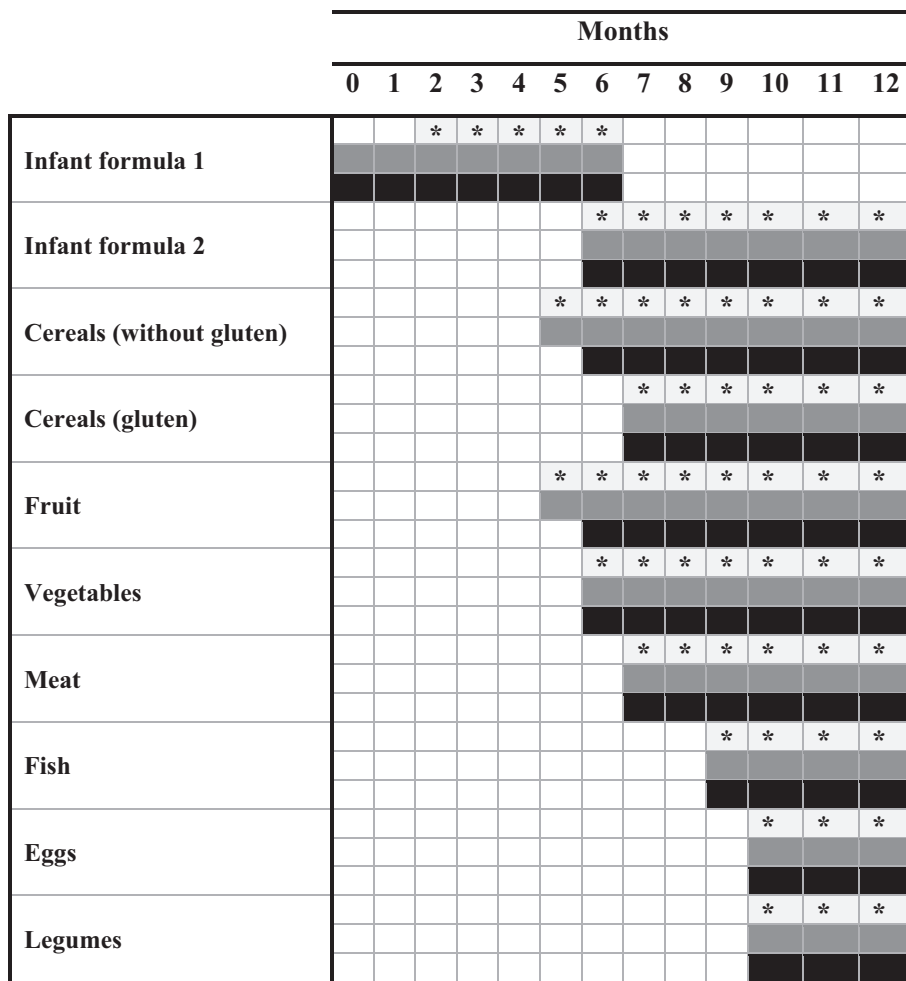 Months
0 1 2 3 4 5 6 7 8 9 10 11 12
* * * * *
Infant formula 1
* * * * * * *
Infant formula 2
* * * * * * * *
Cereals (without gluten)
* * * * * *
Cereals (gluten)
* * * * * * * *
Fruit
* * * * * * *
Vegetables
* * * * * *
Meat
* * * *
Fish
* * *
Eggs
* * *
Legumes